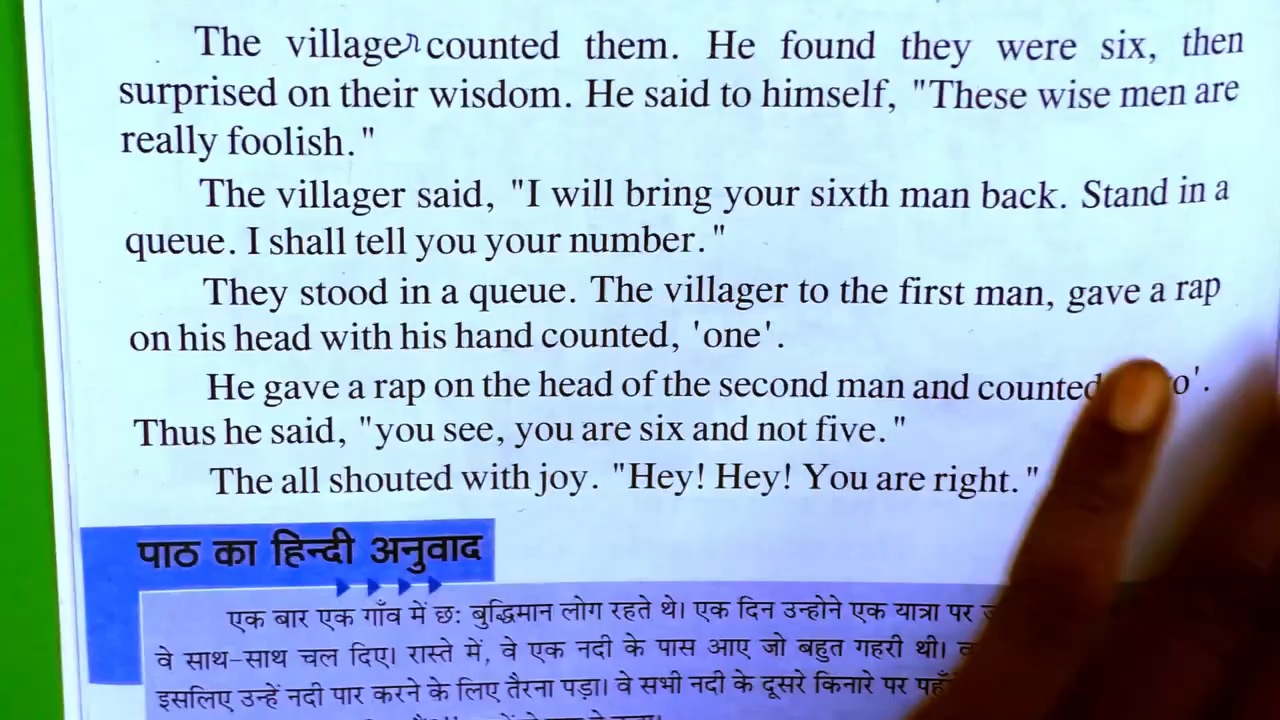 The villager counted them. He found they were six, then
surprised on their wisdom. He said to himself, "These wise men are
really foolish."
The villager said, "I will bring your sixth man back. Stand in a
queue. I shall tell you your number."
They stood in a queue. The villager to the first man, gave a rap
on his head with his hand counted, 'one'.
He gave a rap on the head of the second man and counted
Thus he said, "you see, you are six and not five."
The all shouted with joy. "Hey! Hey! You are right."
पाठ का हिन्दी अनुवाद
एक बार एक गाँव में छ: बुद्धिमान लोग रहते थे। एक दिन उन्होने एक यात्रा पर
वे साथ-साथ चल दिए। रास्ते में, वे एक नदी के पास आए जो बहुत गहरी थी।
इसलिए उन्हें नदी पार करने के लिए तैरना पड़ा। वे सभी नदी के दूसरे किनारे पर